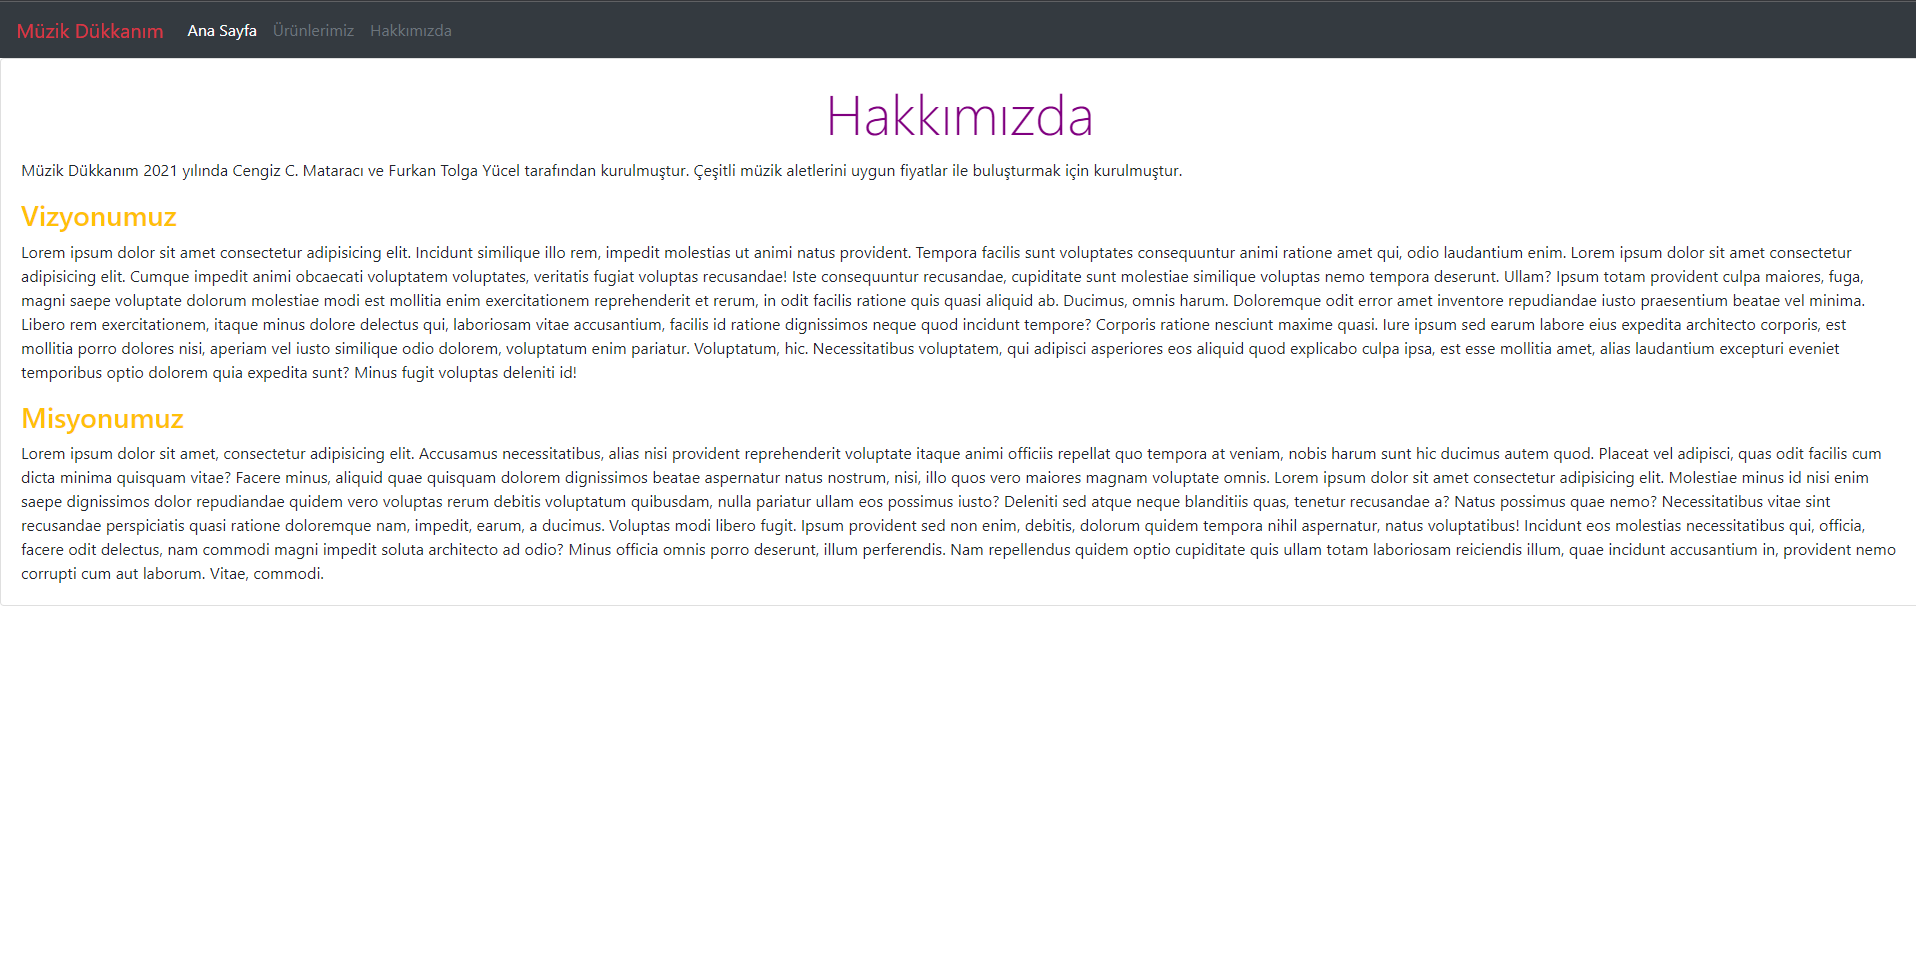 Müzik Dükkanım Ana Sayfa Ürünlerimiz Hakkımızda
Hakkımızda
Müzik Dükkanım 2021 yılında Cengiz C. Mataracı ve Furkan Tolga Yücel tarafından kurulmuştur. Çeşitli müzik aletlerini uygun fiyatlar ile buluşturmak için kurulmuştur.
Vizyonumuz
Lorem ipsum dolor sit amet consectetur adipisicing elit. Incidunt similique illo rem, impedit molestias ut animi natus provident. Tempora facilis sunt voluptates consequuntur animi ratione amet qui, odio laudantium enim. Lorem ipsum dolor sit amet consectetur
adipisicing elit. Cumque impedit animi obcaecati voluptatem voluptates, veritatis fugiat voluptas recusandae! Iste consequuntur recusandae, cupiditate sunt molestiae similique voluptas nemo tempora deserunt. Ullam? Ipsum totam provident culpa maiores, fuga,
magni saepe voluptate dolorum molestiae modi est mollitia enim exercitationem reprehenderit et rerum, in odit facilis ratione quis quasi aliquid ab. Ducimus, omnis harum. Doloremque odit error amet inventore repudiandae iusto praesentium beatae vel minima.
Libero rem exercitationem, itaque minus dolore delectus qui, laboriosam vitae accusantium, facilis id ratione dignissimos neque quod incidunt tempore? Corporis ratione nesciunt maxime quasi. Iure ipsum sed earum labore eius expedita architecto corporis, est
mollitia porro dolores nisi, aperiam vel iusto similique odio dolorem, voluptatum enim pariatur. Voluptatum, hic. Necessitatibus voluptatem, qui adipisci asperiores eos aliquid quod explicabo culpa ipsa, est esse mollitia amet, alias laudantium excepturi eveniet
temporibus optio dolorem quia expedita sunt? Minus fugit voluptas deleniti id!
Misyonumuz
Lorem ipsum dolor sit amet, consectetur adipisicing elit. Accusamus necessitatibus, alias nisi provident reprehenderit voluptate itaque animi officiis repellat quo tempora at veniam, nobis harum sunt hic ducimus autem quod. Placeat vel adipisci, quas odit facilis cum
dicta minima quisquam vitae? Facere minus, aliquid quae quisquam dolorem dignissimos beatae aspernatur natus nostrum, nisi, illo quos vero maiores magnam voluptate omnis. Lorem ipsum dolor sit amet consectetur adipisicing elit. Molestiae minus id nisi enim
saepe dignissimos dolor repudiandae quidem vero voluptas rerum debitis voluptatum quibusdam, nulla pariatur ullam eos possimus iusto? Deleniti sed atque neque blanditiis quas, tenetur recusandae a? Natus possimus quae nemo? Necessitatibus vitae sint
recusandae perspiciatis quasi ratione doloremque nam, impedit, earum, a ducimus. Voluptas modi libero fugit. Ipsum provident sed non enim, debitis, dolorum quidem tempora nihil aspernatur, natus voluptatibus! Incidunt eos molestias necessitatibus qui, officia,
facere odit delectus, nam commodi magni impedit soluta architecto ad odio? Minus officia omnis porro deserunt, illum perferendis. Nam repellendus quidem optio cupiditate quis ullam totam laboriosam reiciendis illum, quae incidunt accusantium in, provident nemo
corrupti cum aut laborum. Vitae, commodi.